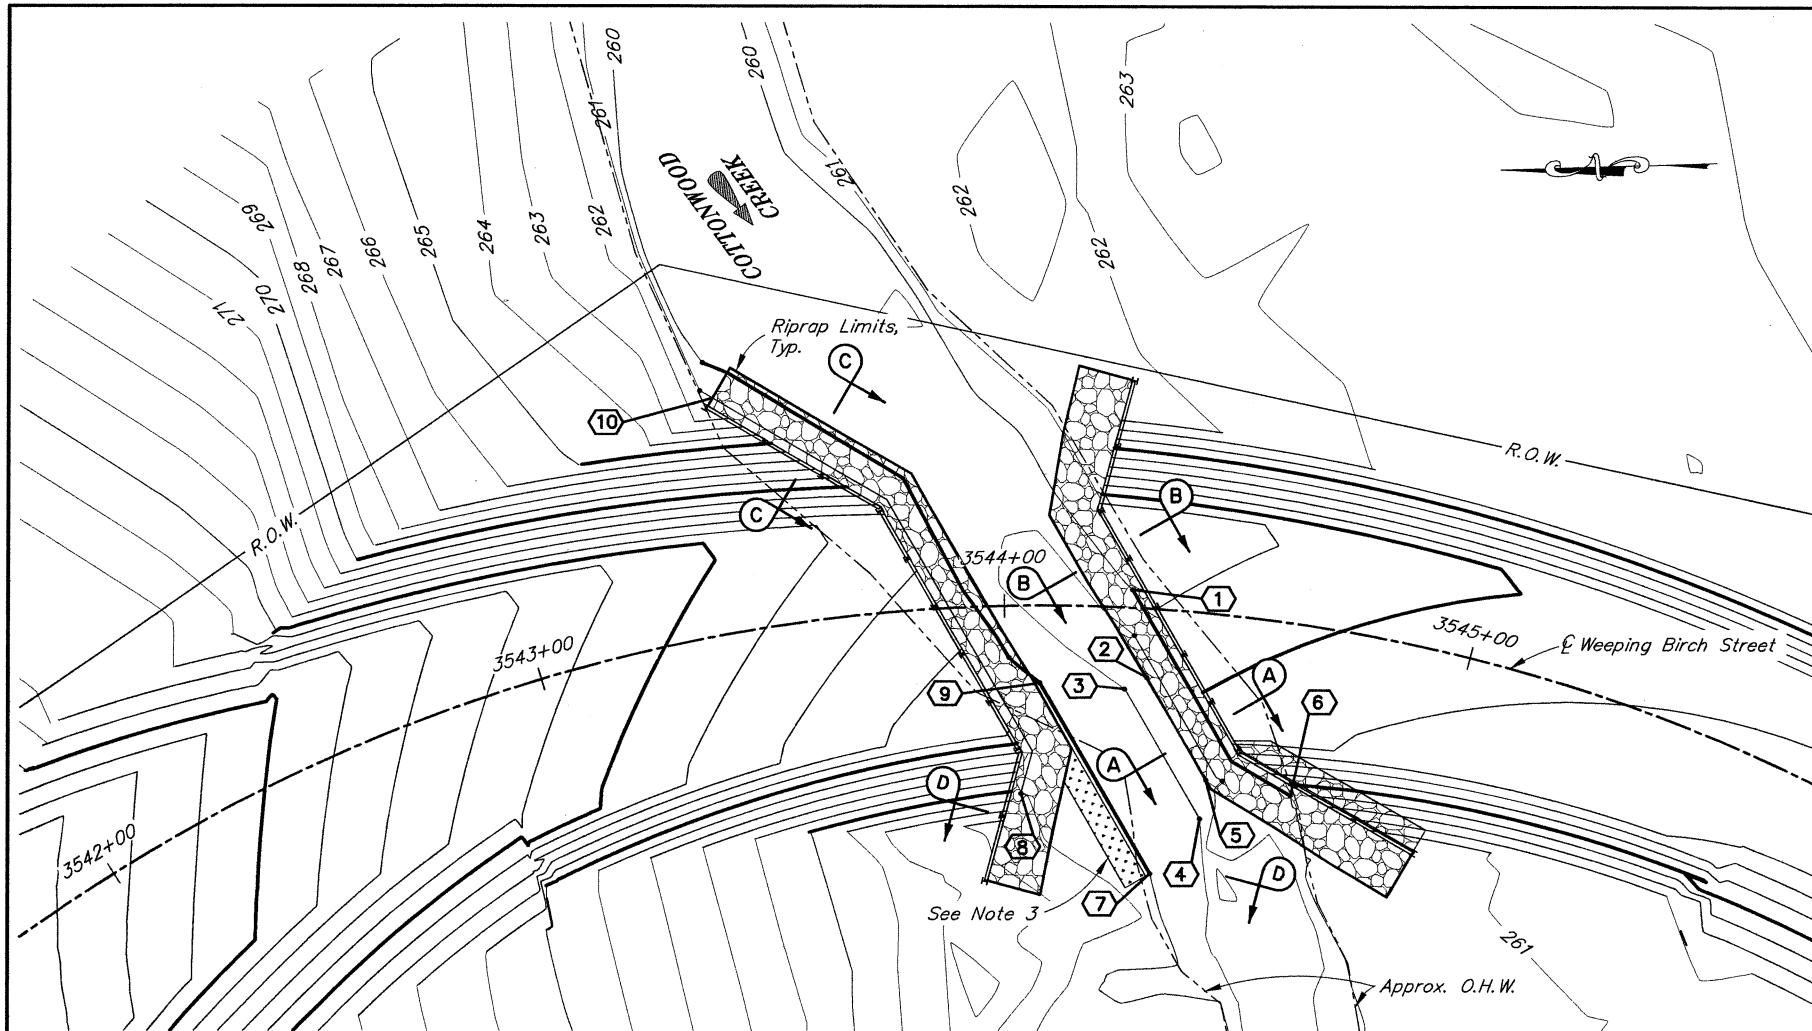 260
260
261
263
261
262
262
COTTONWOOD
CREEK
262
263
264
265
266
267
268
269
270
271
Riprap Limits,
Typ.
C
10
R.O.W.
R.O.W.
C
B
3544+00
B
1
2
3
3543+00
3545+00
℄ Weeping Birch Street
A
9
6
A
D
8
5
4
D
3542+00
7
See Note 3
261
Approx. O.H.W.